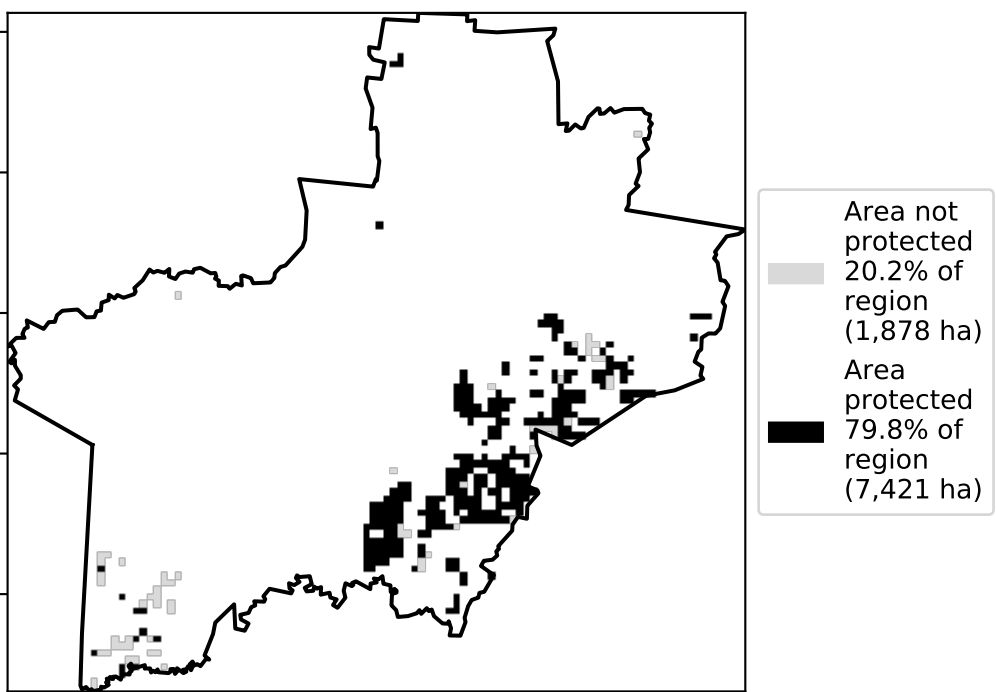 Area not
protected
20.2% of
region
(1,878 ha)
Area
protected
79.8% of
region
(7,421 ha)